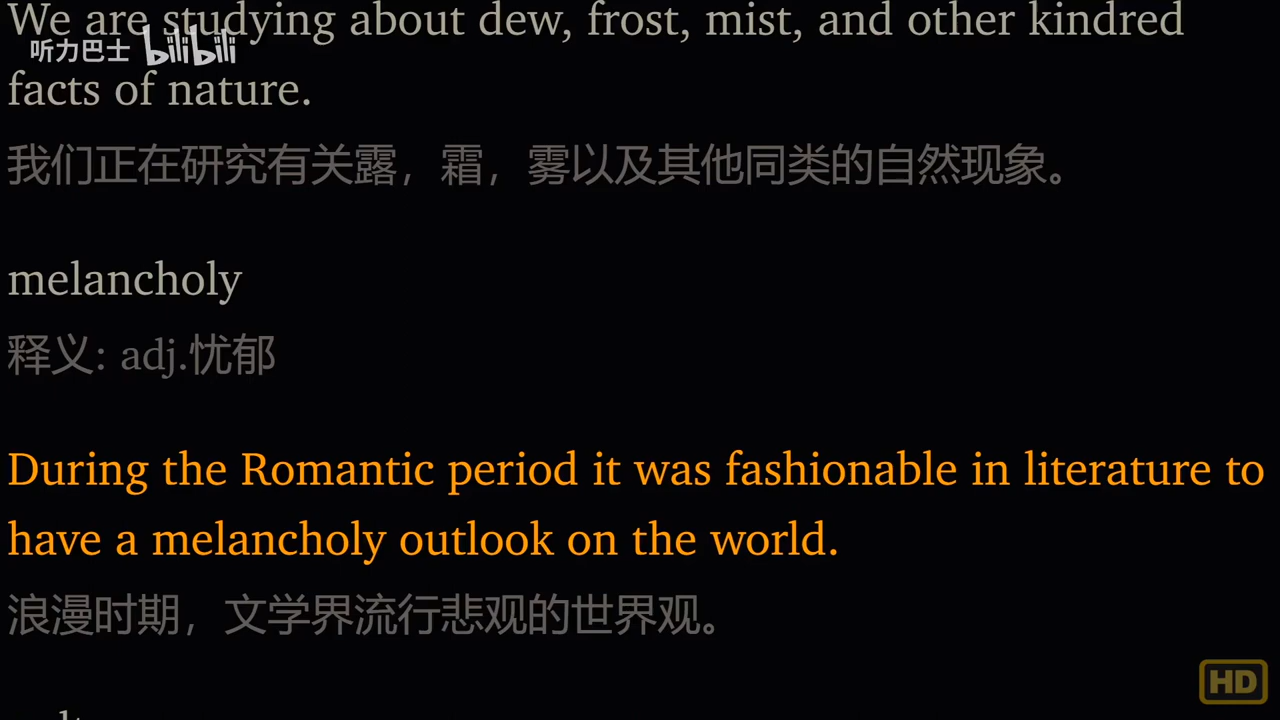 We are studying about dew, frost, mist, and other kindred
听力巴士 bilibili
facts of nature.
我们正在研究有关露，霜，雾以及其他同类的自然现象。
melancholy
释义: adj.忧郁
During the Romantic period it was fashionable in literature to
have a melancholy outlook on the world.
浪漫时期，文学界流行悲观的世界观。
HD